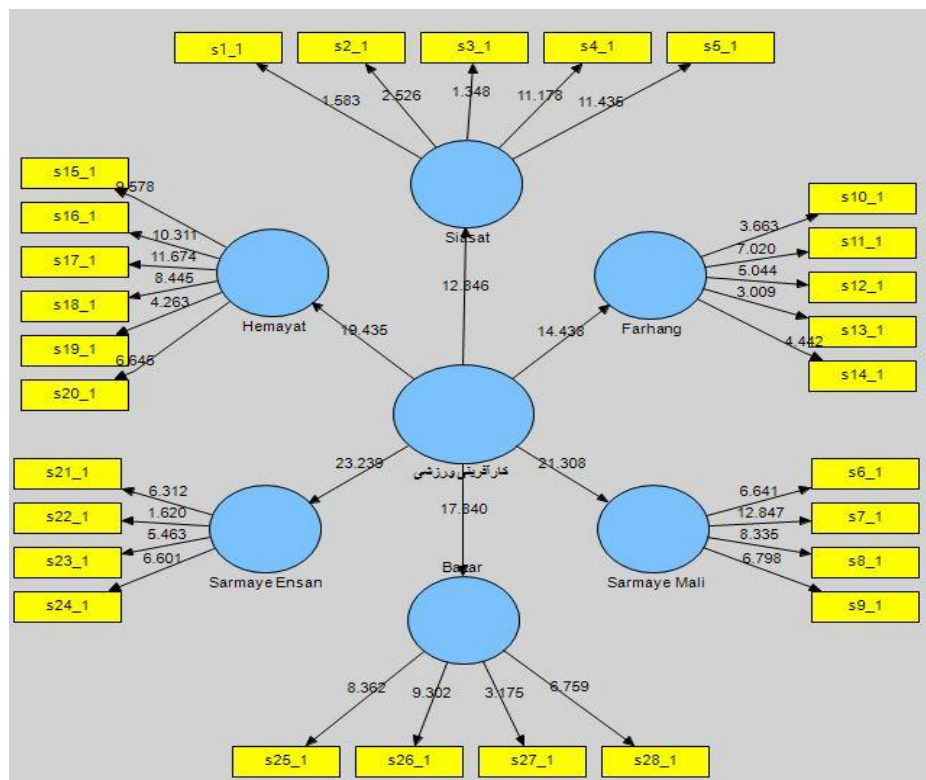 s1_1
s2_1
s3_1
s4_1
s5_1
1.583
2.526
1.348
11.178
11.435
Siasat
12.846
s15_1
s16_1
s17_1
s18_1
s19_1
s20_1
9.578
10.311
11.674
8.445
4.263
6.645
Hemayat
19.435
s10_1
s11_1
s12_1
s13_1
s14_1
3.663
7.020
5.044
3.009
4.442
Farhang
14.438
کارآفرینی ورزشی
s21_1
s22_1
s23_1
s24_1
6.312
1.620
5.463
6.601
Sarmaye Ensan
23.239
17.840
Bazar
21.308
s6_1
s7_1
s8_1
s9_1
6.641
12.847
8.335
6.798
Sarmaye Mali
8.362
9.302
3.175
6.759
s25_1
s26_1
s27_1
s28_1